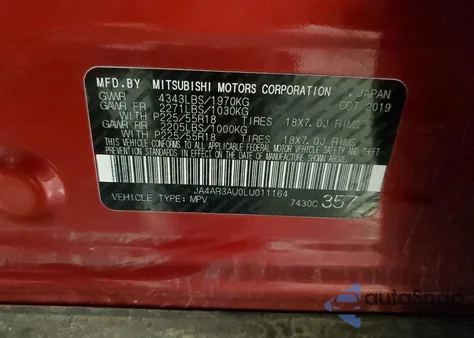 MFD.BY MITSUBISHI MOTORS CORPORATION , JAPAN
GVWR 4343LBS/1970KG OCT 2019
GAWR FR 2271LBS/1030KG
WITH P225/55R18 TIRES 18X7.0J RIMS
GAWR RR 2205LBS/1000KG
WITH P225/55R18 TIRES 18X7.0J RIMS
THIS VEHICLE CONFORMS TO ALL APPLICABLE
FEDERAL MOTOR VEHICLE SAFETY, BUMPER AND THEFT
PREVENTION STANDARDS IN EFFECT ON THE DATE OF
MANUFACTURE SHOWN ABOVE.
JA4AR3AU0LU011164
VEHICLE TYPE: MPV 7430C 357
autoSnap